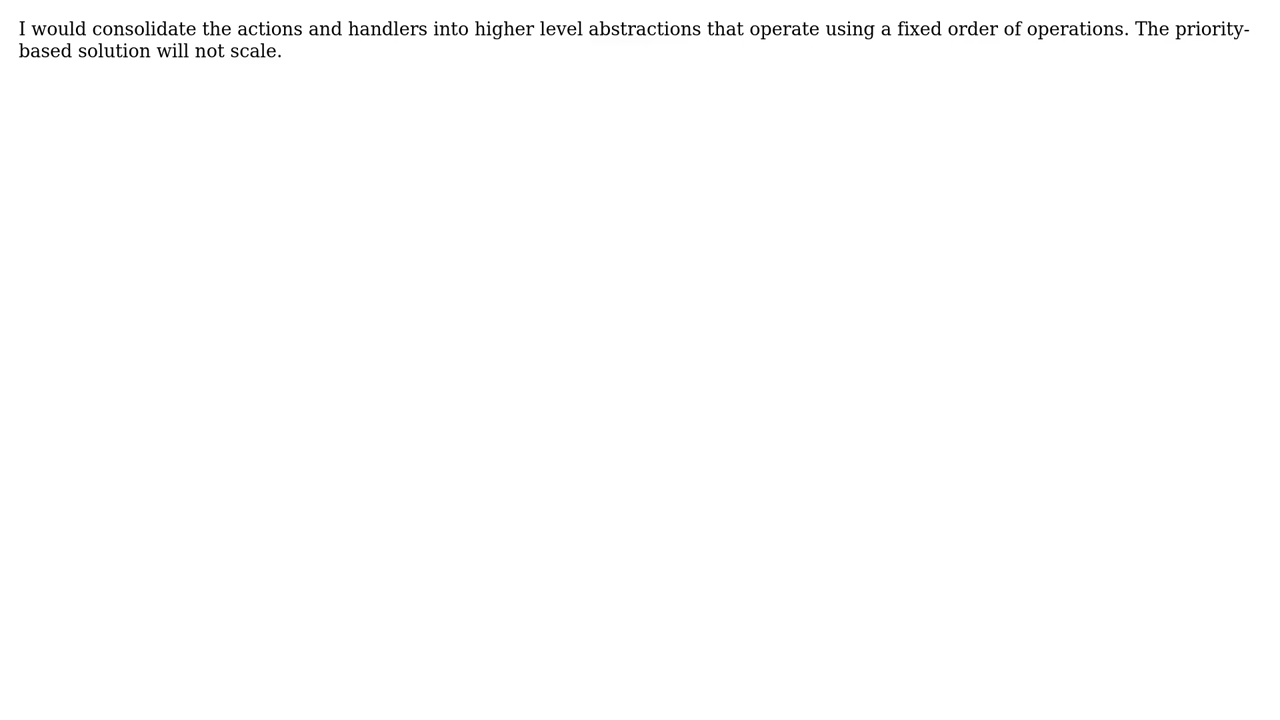 I would consolidate the actions and handlers into higher level abstractions that operate using a fixed order of operations. The priority-
based solution will not scale.